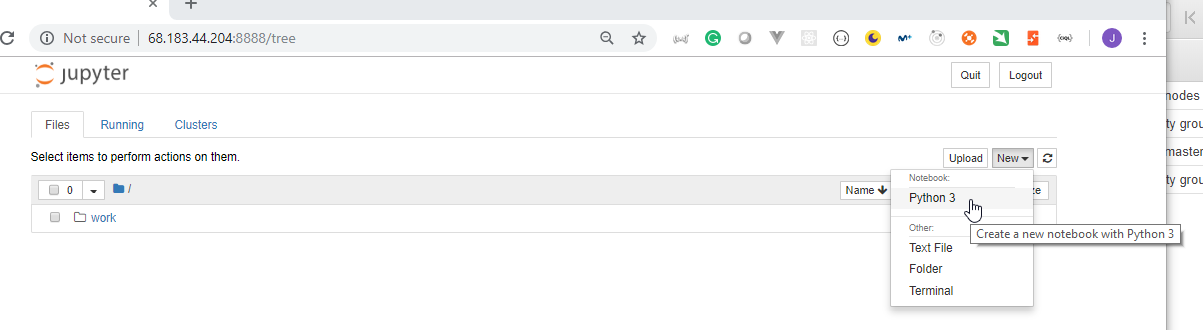 Not secure | 68.183.44.204:8888/tree
J
jupyter
Quit Logout
nodes
Files Running Clusters
ty grou
Select items to perform actions on them.
Upload New
master
0 /
Name
ze
ty grou
Notebook:
Python 3
work
Create a new notebook with Python 3
Other:
Text File
Folder
Terminal